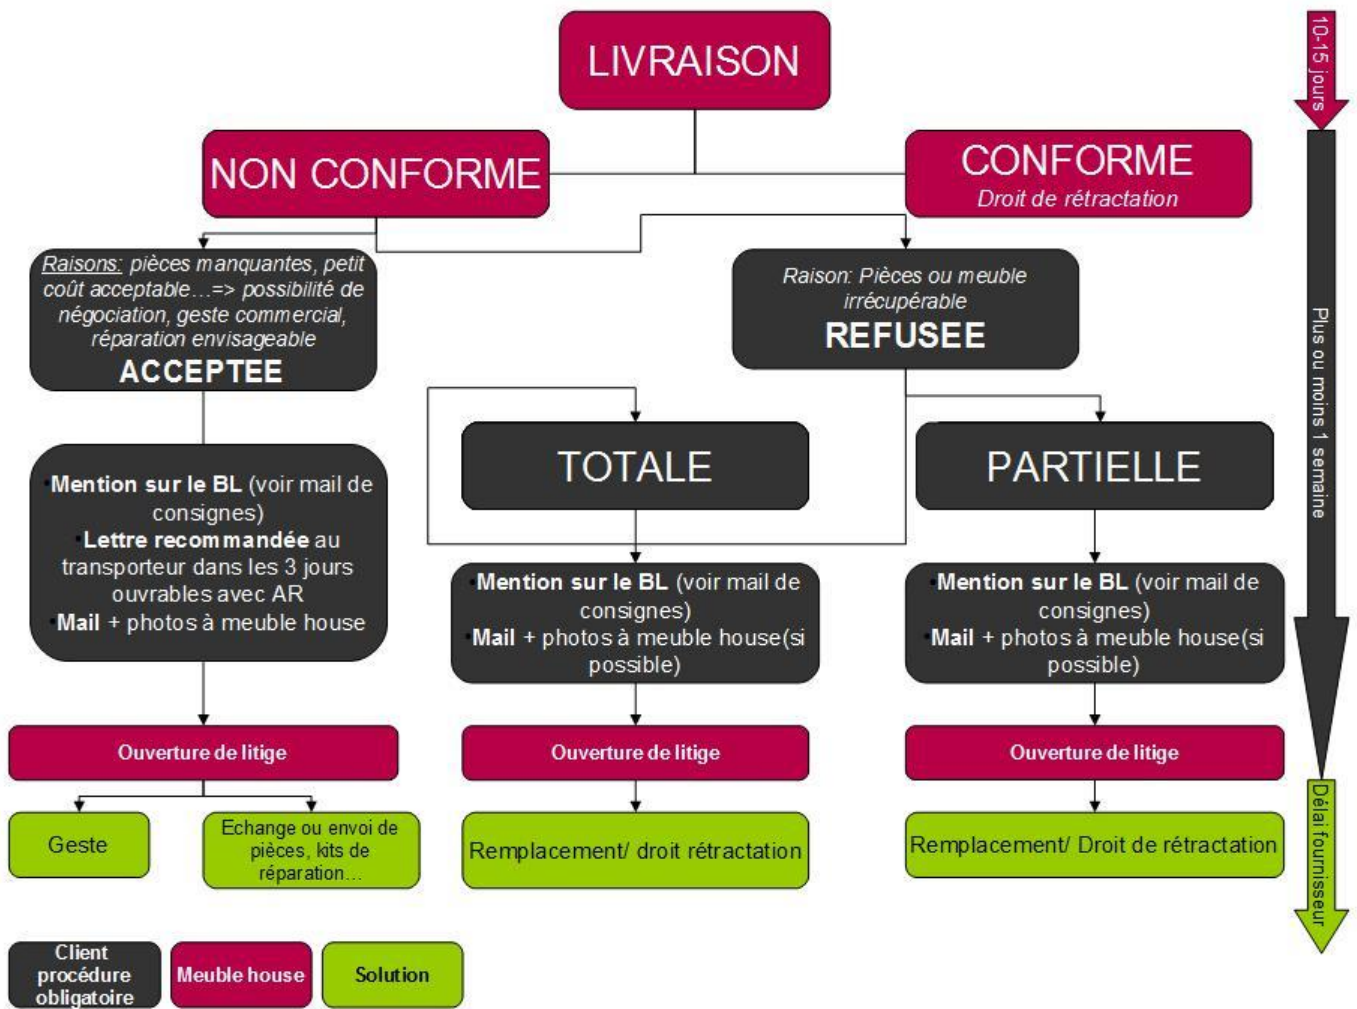 LIVRAISON
10-15 jours
NON CONFORME
CONFORME
Droit de rétractation
Raisons: pièces manquantes, petit
coût acceptable…=> possibilité de
négociation, geste commercial,
réparation envisageable
ACCEPTEE
Raison: Pièces ou meuble
irrécupérable
REFUSEE
Plus ou moins 1 semaine
TOTALE
PARTIELLE
•Mention sur le BL (voir mail de
consignes)
•Lettre recommandée au
transporteur dans les 3 jours
ouvrables avec AR
•Mail + photos à meuble house
•Mention sur le BL (voir mail de
consignes)
•Mail + photos à meuble house(si
possible)
•Mention sur le BL (voir mail de
consignes)
•Mail + photos à meuble house(si
possible)
Ouverture de litige
Ouverture de litige
Ouverture de litige
Délai fournisseur
Geste
Echange ou envoi de
pièces, kits de
réparation…
Remplacement/ droit rétractation
Remplacement/ Droit de rétractation
Client
procédure
obligatoire
Meuble house
Solution